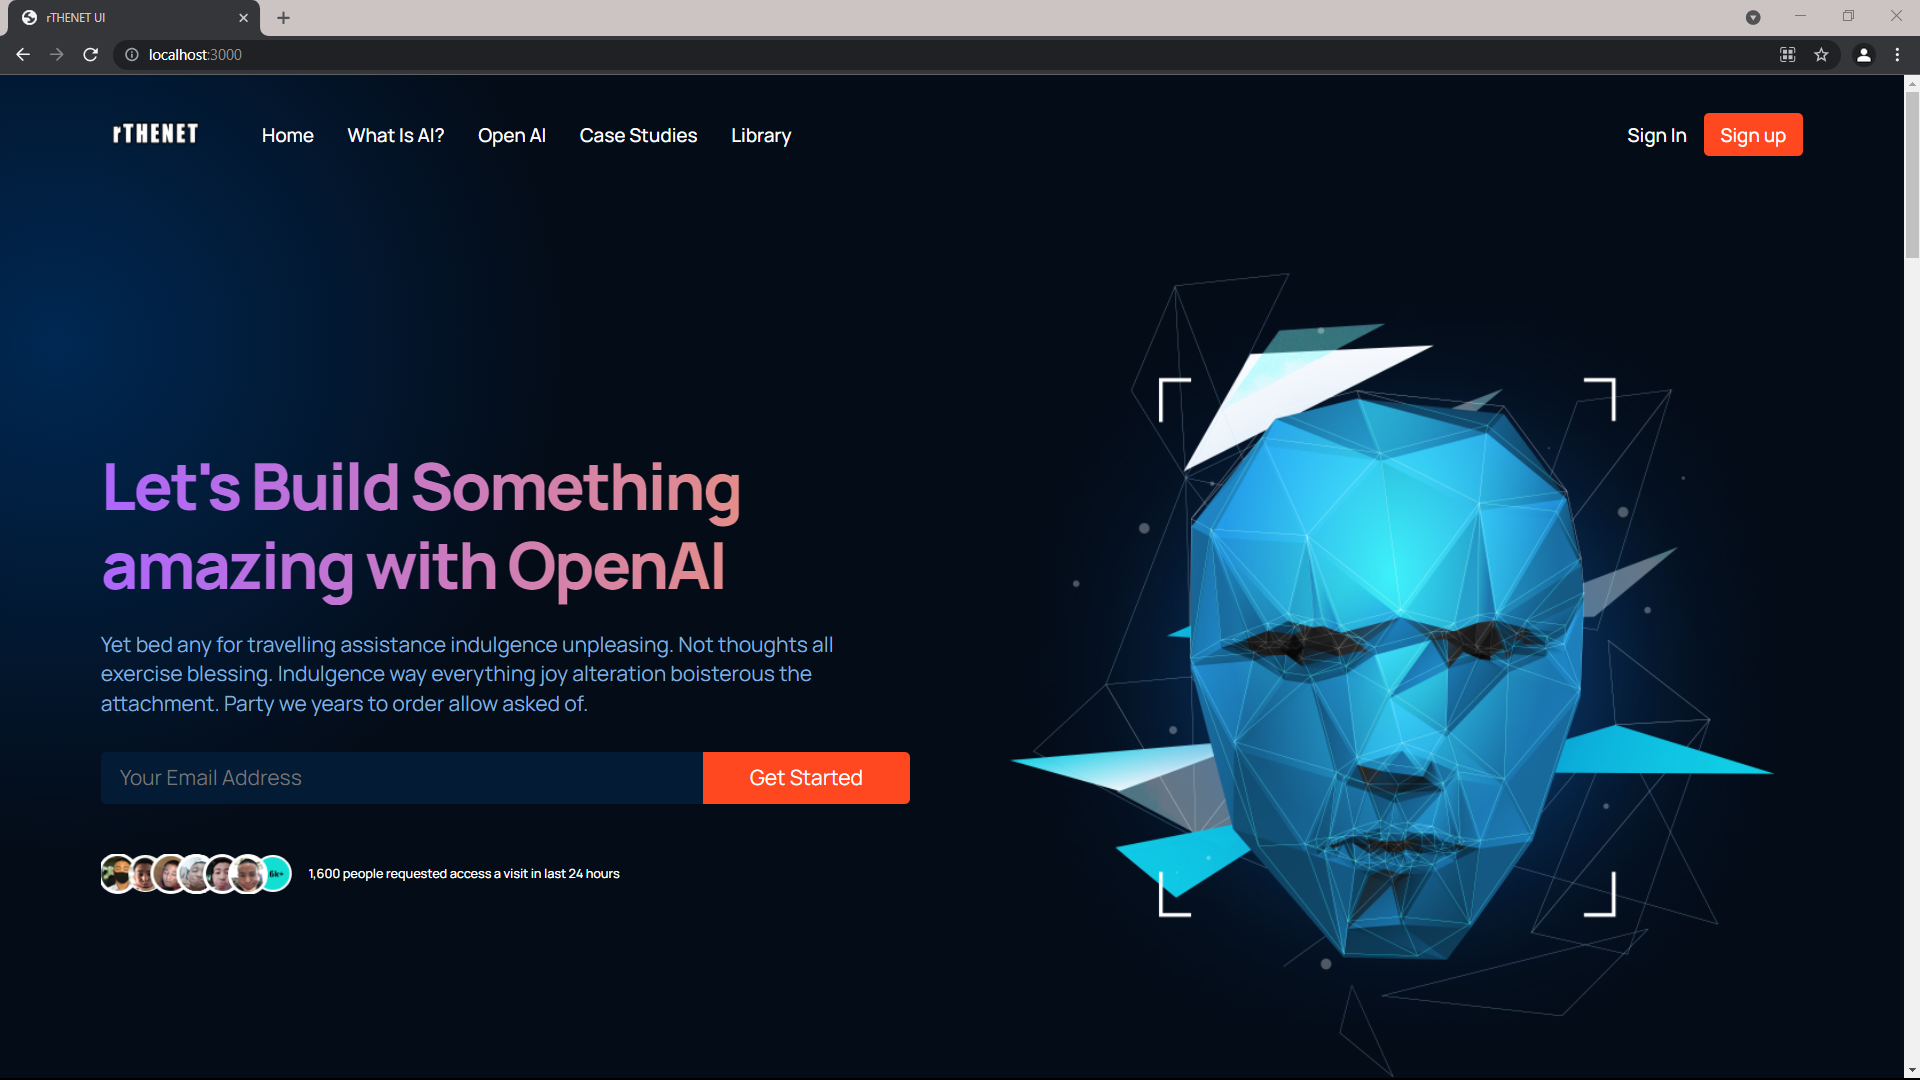 rTHENET UI
localhost:3000
rTHENET
Home
What Is AI?
Open AI
Case Studies
Library
Sign In
Sign up
Let's Build Something
amazing with OpenAI
Yet bed any for travelling assistance indulgence unpleasing. Not thoughts all
exercise blessing. Indulgence way everything joy alteration boisterous the
attachment. Party we years to order allow asked of.
Your Email Address
Get Started
6k+
1,600 people requested access a visit in last 24 hours